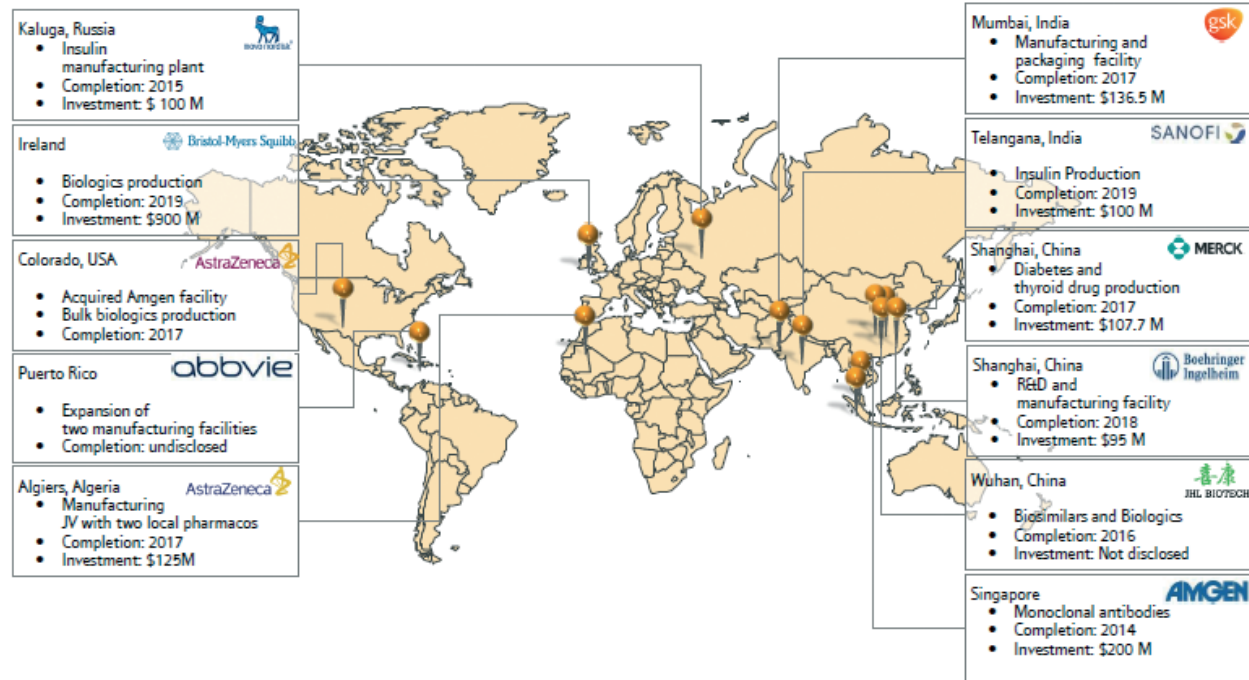 Kaluga, Russia
novo nordisk
• Insulin
manufacturing plant
• Completion: 2015
• Investment: $ 100 M
Ireland
Bristol-Myers Squibb
• Biologics production
• Completion: 2019
• Investment: $900 M
Colorado, USA
AstraZeneca
• Acquired Amgen facility
• Bulk biologics production
• Completion: 2017
Puerto Rico
abbvie
• Expansion of
two manufacturing facilities
• Completion: undisclosed
Algiers, Algeria
AstraZeneca
• Manufacturing
JV with two local pharmacos
• Completion: 2017
• Investment: $125M
Mumbai, India
gsk
• Manufacturing and
packaging facility
• Completion: 2017
• Investment: $136.5 M
Telangana, India
SANOFI
• Insulin Production
• Completion: 2019
• Investment: $100 M
Shanghai, China
MERCK
• Diabetes and
thyroid drug production
• Completion: 2017
• Investment: $107.7 M
Shanghai, China
Boehringer
Ingelheim
• R&D and
manufacturing facility
• Completion: 2018
• Investment: $95 M
Wuhan, China
喜康
JHL BIOTECH
• Biosimilars and Biologics
• Completion: 2016
• Investment: Not disclosed
Singapore
AMGEN
• Monoclonal antibodies
• Completion: 2014
• Investment: $200 M